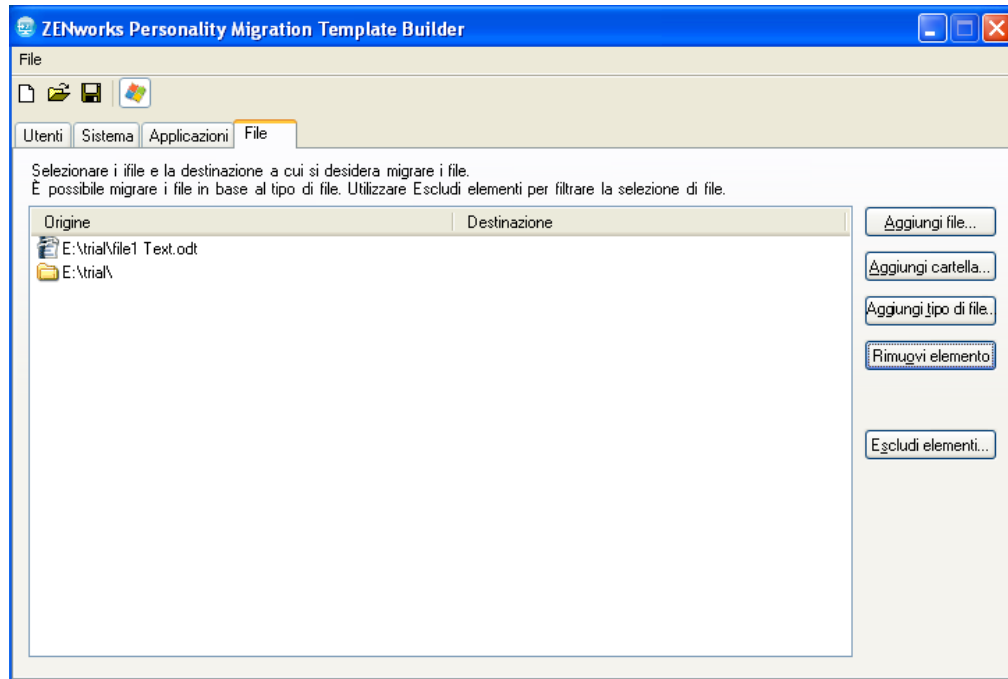 ZENworks Personality Migration Template Builder
File
Utenti Sistema Applicazioni File
Selezionare i ifile e la destinazione a cui si desidera migrare i file.
È possibile migrare i file in base al tipo di file. Utilizzare Escludi elementi per filtrare la selezione di file.
Origine Destinazione
E:\trial\file1 Text.odt
E:\trial\
Aggiungi file...
Aggiungi cartella...
Aggiungi tipo di file..
Rimuovi elemento
Escludi elementi...